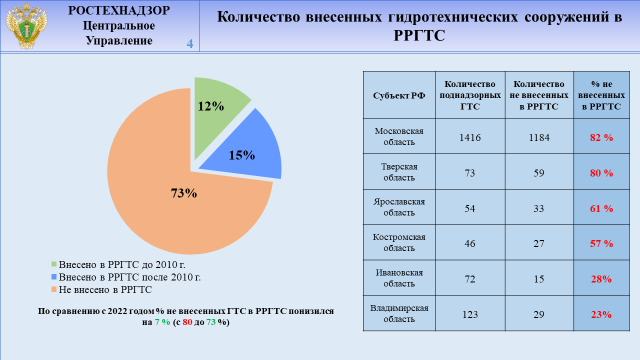 РОСТЕХНАДЗОР
Центральное
Управление
4
Количество внесенных гидротехнических сооружений в
РРГТС
12%
15%
73%
Внесено в РРГТС до 2010 г.
Внесено в РРГТС после 2010 г.
Не внесено в РРГТС
По сравнению с 2022 годом % не внесенных ГТС в РРГТС понизился
на 7 % (с 80 до 73 %)
Субъект РФ
Количество
поднадзорных
ГТС
Количество
не внесенных
в РРГТС
% не
внесенных
в РРГТС
Московская
область
1416
1184
82 %
Тверская
область
73
59
80 %
Ярославская
область
54
33
61 %
Костромская
область
46
27
57 %
Ивановская
область
72
15
28%
Владимирская
область
123
29
23%